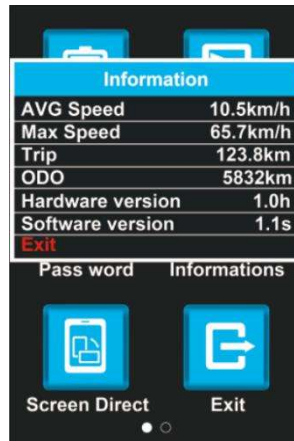 Information
AVG Speed 10.5km/h
Max Speed 65.7km/h
Trip 123.8km
ODO 5832km
Hardware version 1.0h
Software version 1.1s
Exit
Pass word Informations
Screen Direct Exit